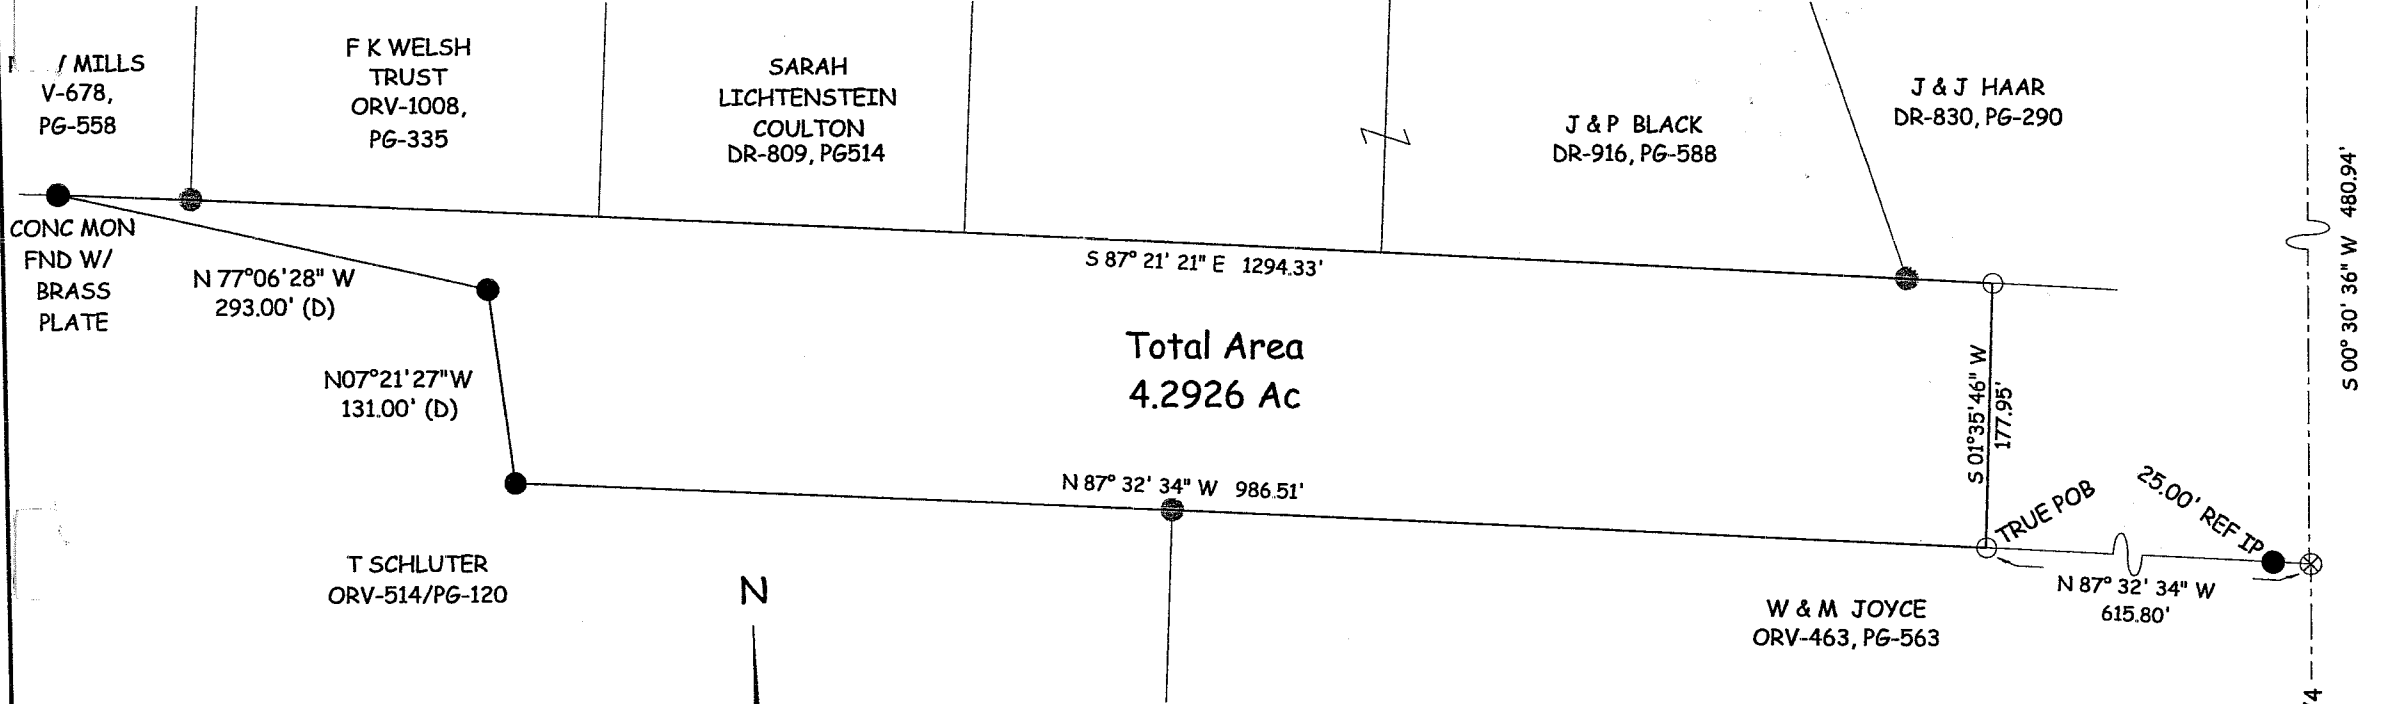 MILLS
V-678,
PG-558
F K WELSH
TRUST
ORV-1008,
PG-335
SARAH
LICHTENSTEIN
COULTON
DR-809, PG514
J & P BLACK
DR-916, PG-588
J & J HAAR
DR-830, PG-290
S 00° 30' 36" W 480.94'
CONC MON
FND W/
BRASS
PLATE
N 77°06'28" W
293.00' (D)
S 87° 21' 21" E 1294.33'
N07°21'27"W
131.00' (D)
Total Area
4.2926 Ac
S 01°35'46" W
177.95'
N 87° 32' 34" W 986.51'
TRUE POB
25.00' REF IP
N 87° 32' 34" W
615.80'
T SCHLUTER
ORV-514/PG-120
N
W & M JOYCE
ORV-463, PG-563